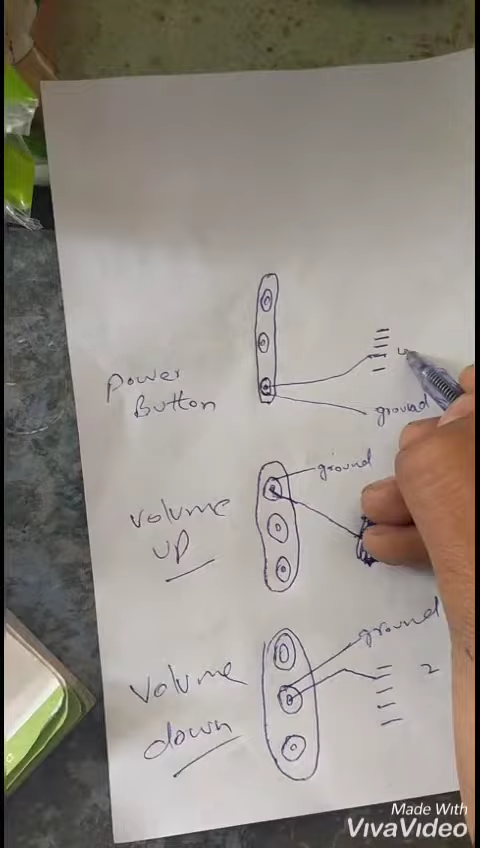 Power
Button
ground
ground
volume
up
ground
volume
down
2
Made With
VivaVideo